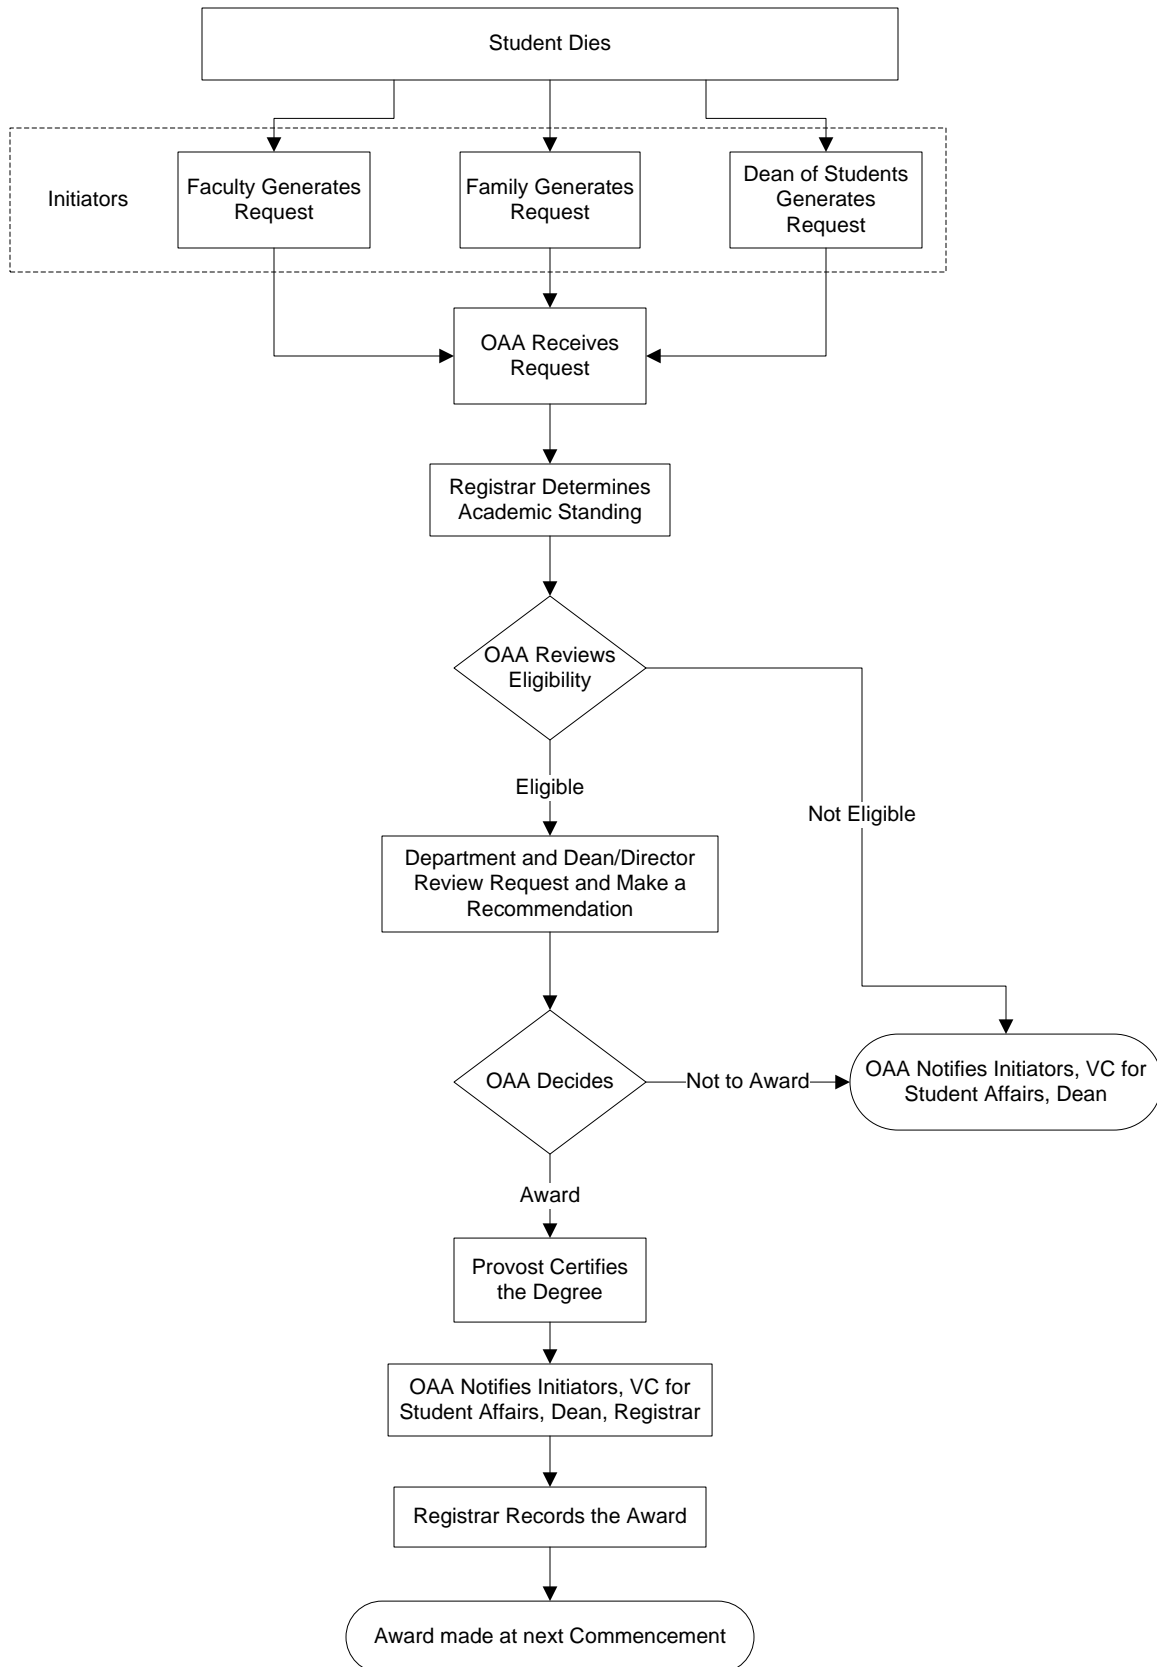 Student Dies
Initiators
Faculty Generates
Request
Family Generates
Request
Dean of Students
Generates
Request
OAA Receives
Request
Registrar Determines
Academic Standing
OAA Reviews
Eligibility
Eligible
Not Eligible
Department and Dean/Director
Review Request and Make a
Recommendation
OAA Decides
Not to Award
OAA Notifies Initiators, VC for
Student Affairs, Dean
Award
Provost Certifies
the Degree
OAA Notifies Initiators, VC for
Student Affairs, Dean, Registrar
Registrar Records the Award
Award made at next Commencement